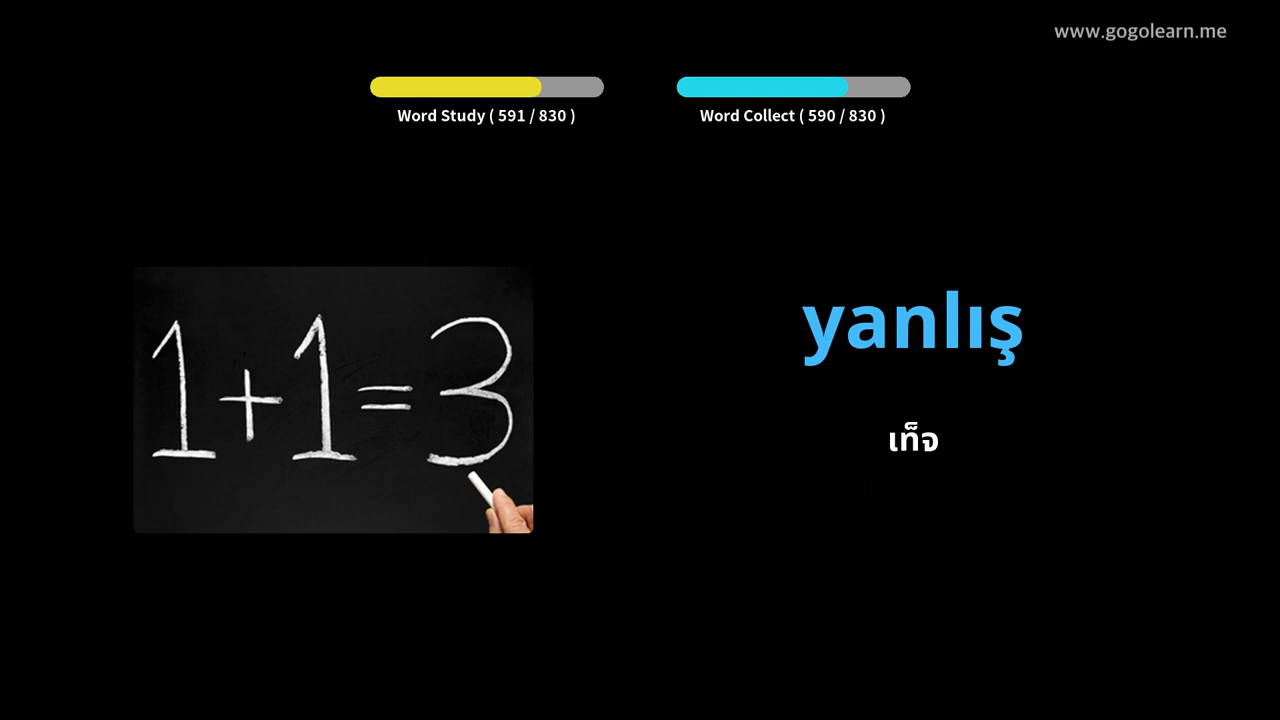 www.gogolearn.me
Word Study ( 591 / 830 )
Word Collect ( 590 / 830 )
1+1=3
yanlış
เท็จ